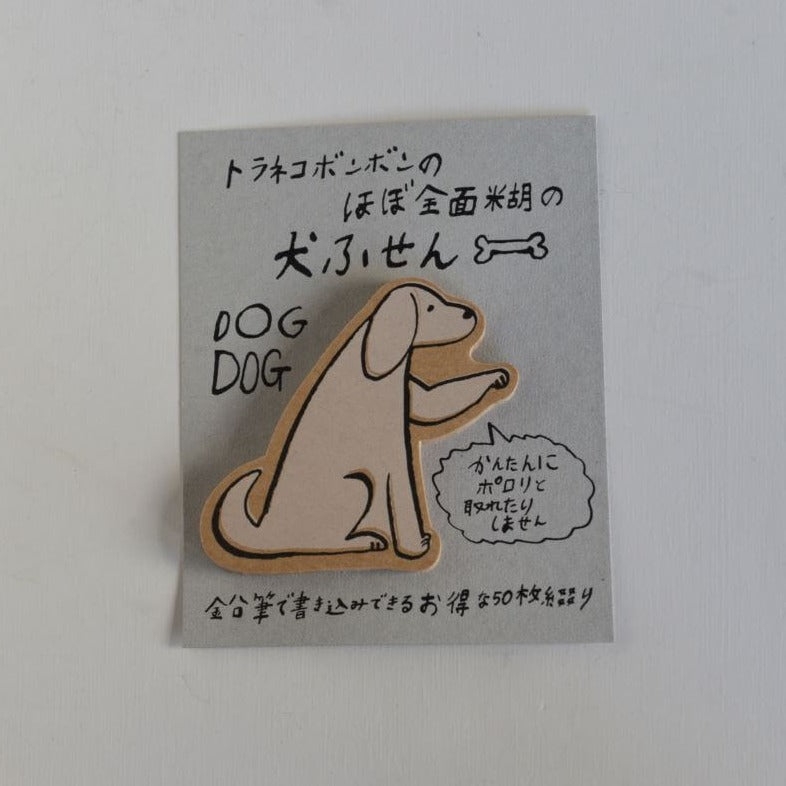 トラネコボンボンの
ほぼ全面糊の
犬ふせん
DOG
DOG
かんたんに
ポロリと
取れたり
しません
鉛筆で書き込みできるお得な50枚綴り